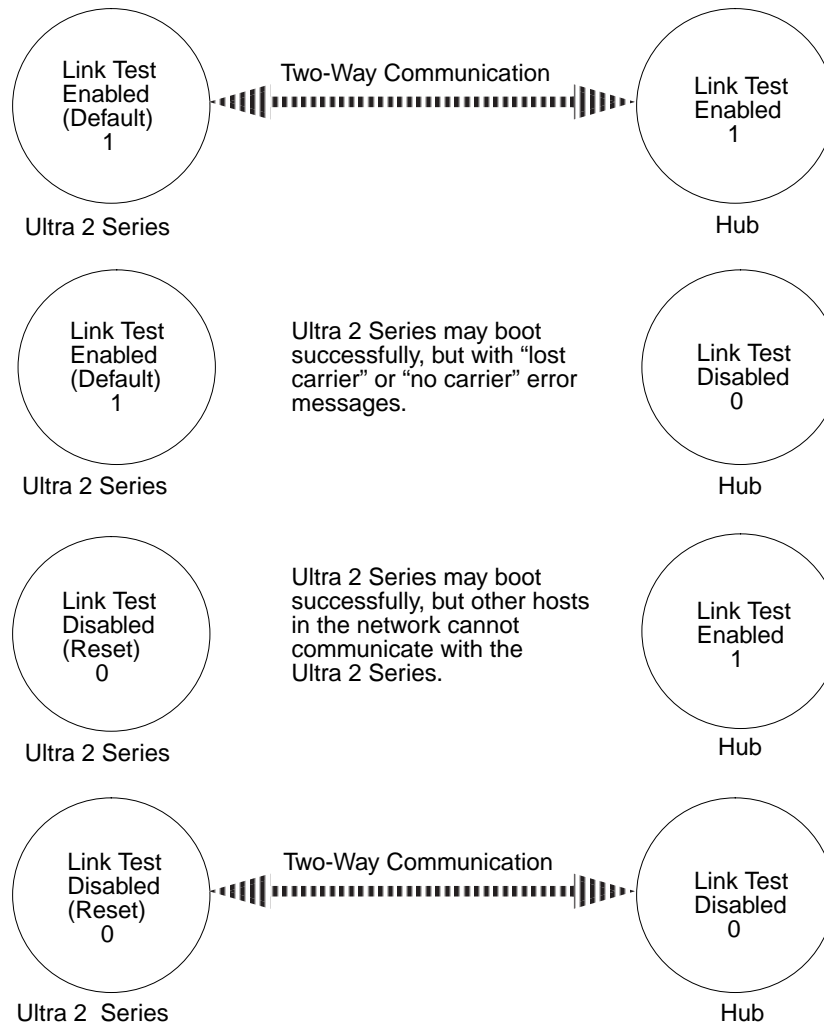 Link Test
Enabled
(Default)
1
Two-Way Communication
Link Test
Enabled
1
Ultra 2 Series
Hub
Link Test
Enabled
(Default)
1
Ultra 2 Series may boot
successfully, but with “lost
carrier” or “no carrier” error
messages.
Link Test
Disabled
0
Ultra 2 Series
Hub
Link Test
Disabled
(Reset)
0
Ultra 2 Series may boot
successfully, but other hosts
in the network cannot
communicate with the
Ultra 2 Series.
Link Test
Enabled
1
Ultra 2 Series
Hub
Link Test
Disabled
(Reset)
0
Two-Way Communication
Link Test
Disabled
0
Ultra 2  Series
Hub